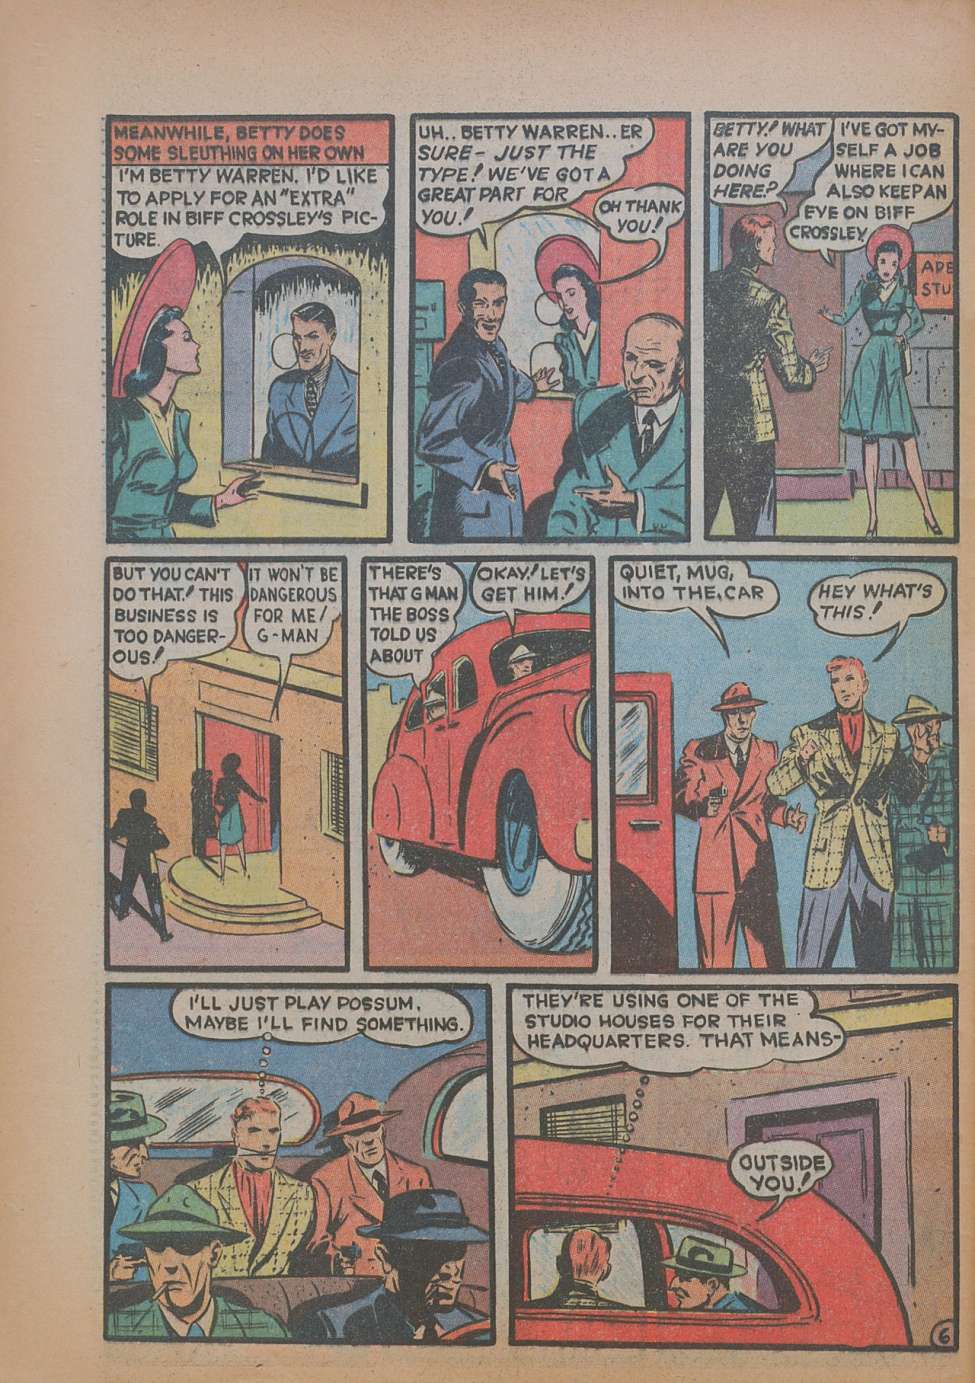 MEANWHILE, BETTY DOES
SOME SLEUTHING ON HER OWN
I'M BETTY WARREN. I'D LIKE
TO APPLY FOR AN "EXTRA"
ROLE IN BIFF CROSSLEY'S PIC-
TURE.
UH.. BETTY WARREN.. ER
SURE- JUST THE
TYPE! WE'VE GOT A
GREAT PART FOR
YOU!
OH THANK
YOU!
BETTY! WHAT
ARE YOU
DOING
HERE?
I'VE GOT MY-
SELF A JOB
WHERE I CAN
ALSO KEEP AN
EYE ON BIFF
CROSSLEY.
APE
STU
BUT YOU CAN'T
DO THAT! THIS
BUSINESS IS
TOO DANGER-
OUS!
IT WON'T BE
DANGEROUS
FOR ME!
G-MAN
THERE'S
THAT G MAN
THE BOSS
TOLD US
ABOUT
OKAY! LET'S
GET HIM!
QUIET, MUG,
INTO THE CAR
HEY WHAT'S
THIS!
I'LL JUST PLAY POSSUM,
MAYBE I'LL FIND SOMETHING.
THEY'RE USING ONE OF THE
STUDIO HOUSES FOR THEIR
HEADQUARTERS. THAT MEANS-
OUTSIDE
YOU!
6